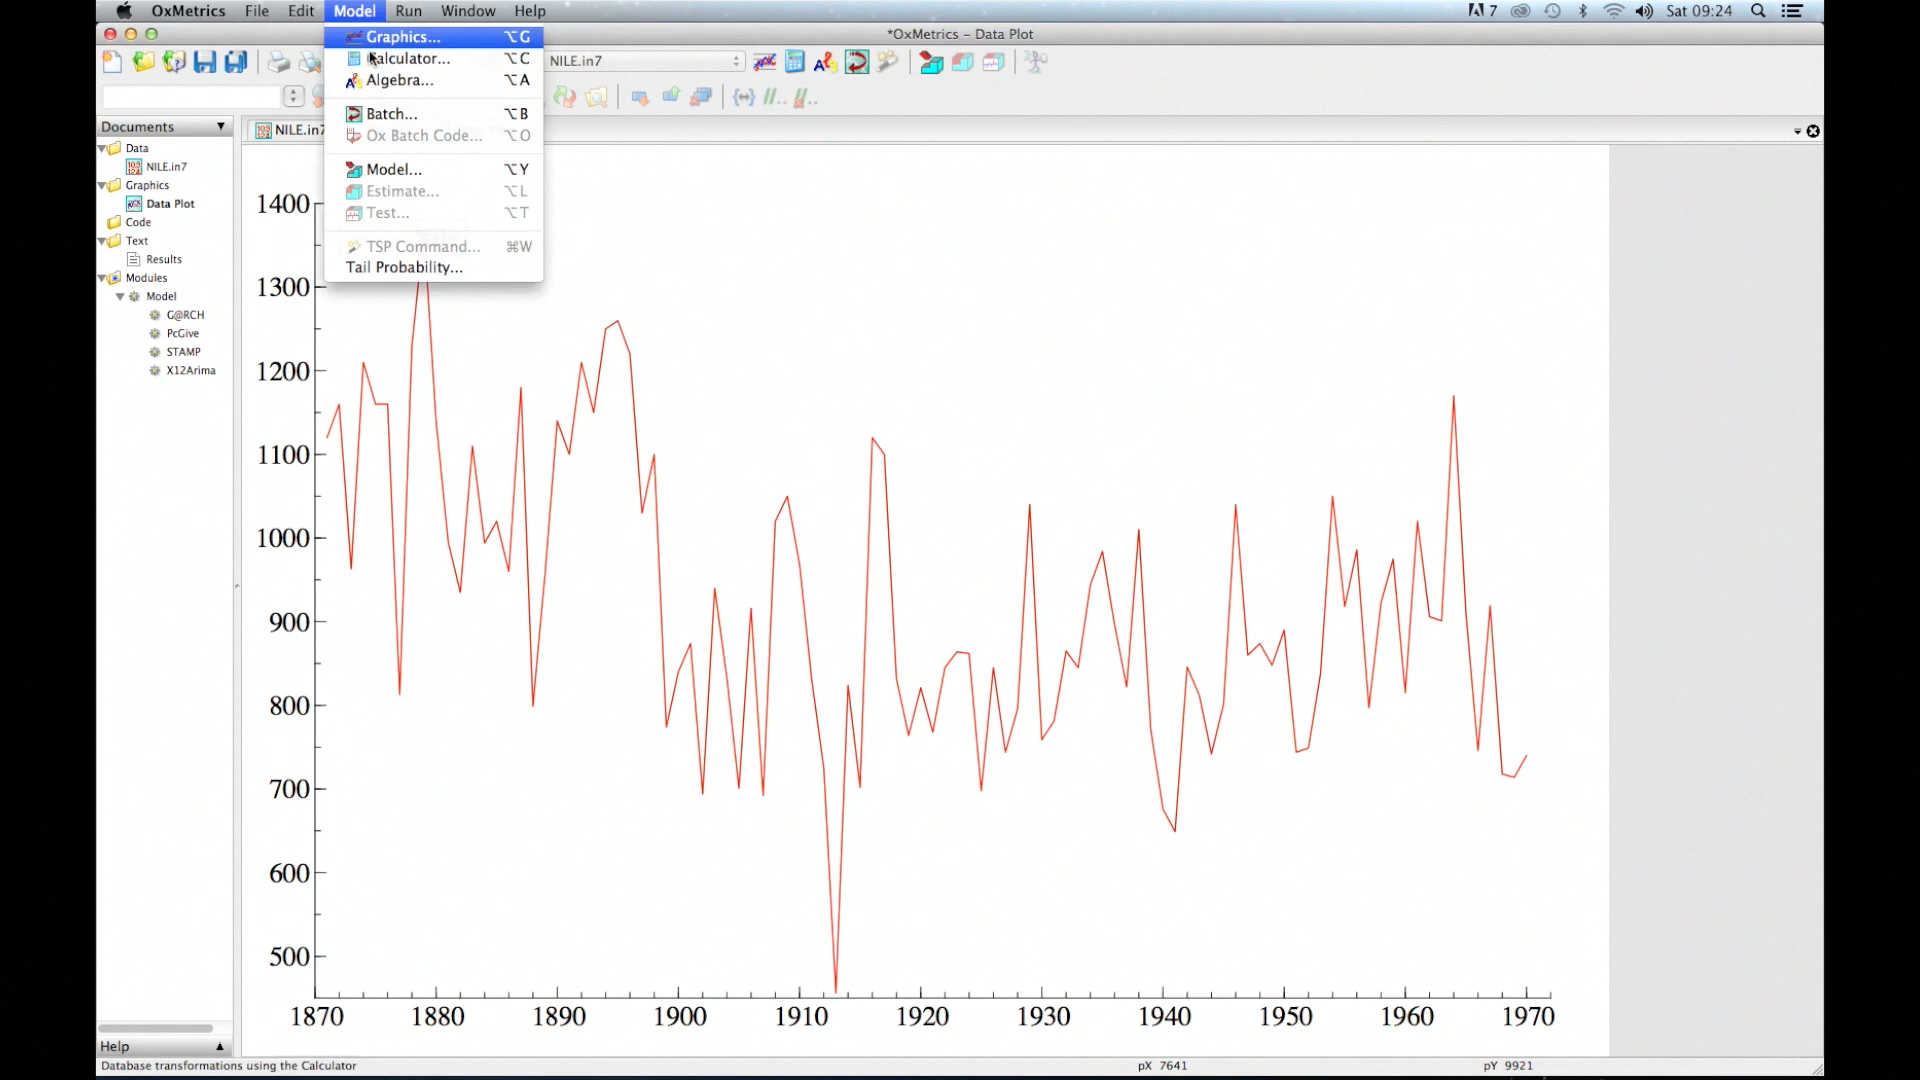 OxMetrics File Edit Model Run Window Help 7 Sat 09:24
*OxMetrics – Data Plot
NILE.in7
Graphics... ⌥G
Calculator... ⌥C
Algebra... ⌥A
Batch... ⌥B
Ox Batch Code... ⌥O
Model... ⌥Y
Estimate... ⌥L
Test... ⌥T
TSP Command... ⌘W
Tail Probability...
Documents
Data
NILE.in7
Graphics
Data Plot
Code
Text
Results
Modules
Model
G@RCH
PcGive
STAMP
X12Arima
NILE.in7
1400
1300
1200
1100
1000
900
800
700
600
500
1870 1880 1890 1900 1910 1920 1930 1940 1950 1960 1970
Help
Database transformations using the Calculator pX 7641 pY 9921